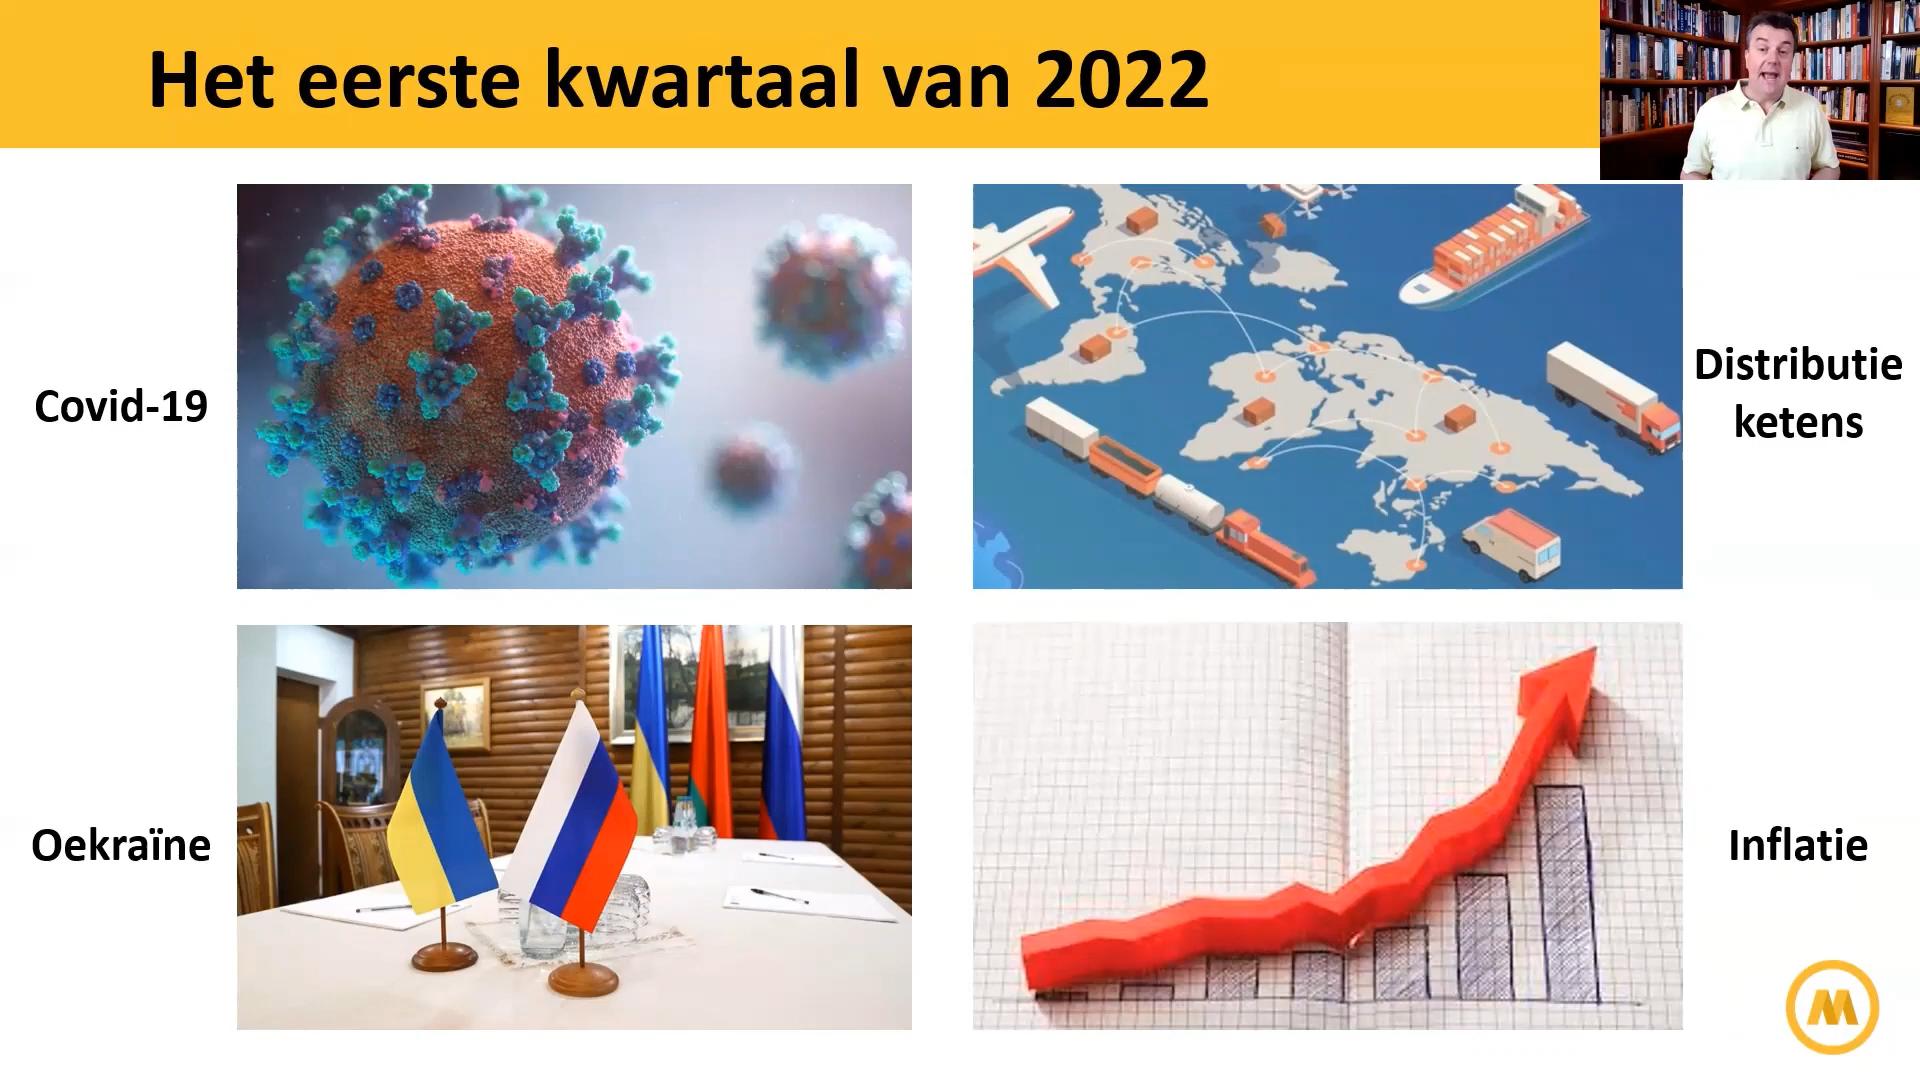 Het eerste kwartaal van 2022
Covid-19
Distributie
ketens
Oekraïne
Inflatie